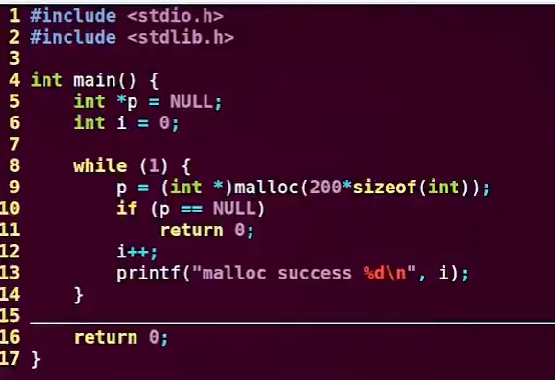 1 #include <stdio.h>
2 #include <stdlib.h>
3
4 int main() {
5     int *p = NULL;
6     int i = 0;
7
8     while (1) {
9         p = (int *)malloc(200*sizeof(int));
10         if (p == NULL)
11             return 0;
12         i++;
13         printf("malloc success %d\n", i);
14     }
15
16     return 0;
17 }